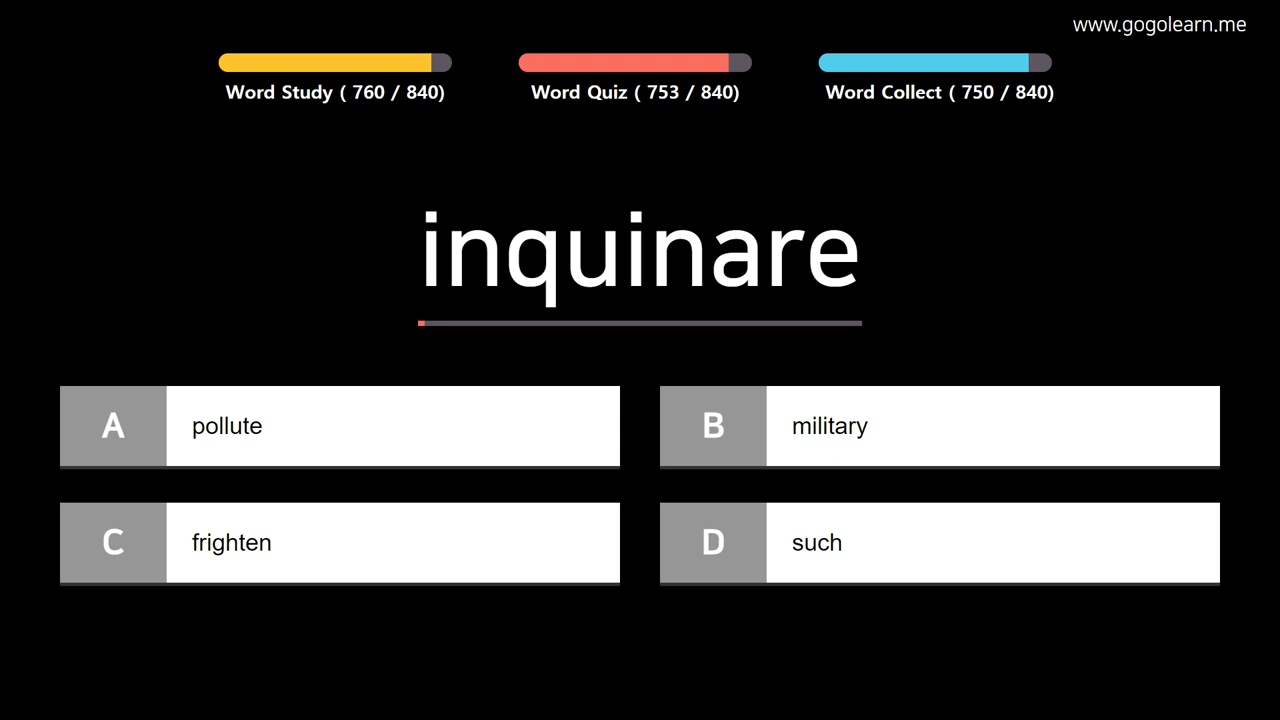 www.gogolearn.me
Word Study ( 760 / 840)
Word Quiz ( 753 / 840)
Word Collect ( 750 / 840)
inquinare
A pollute
B military
C frighten
D such